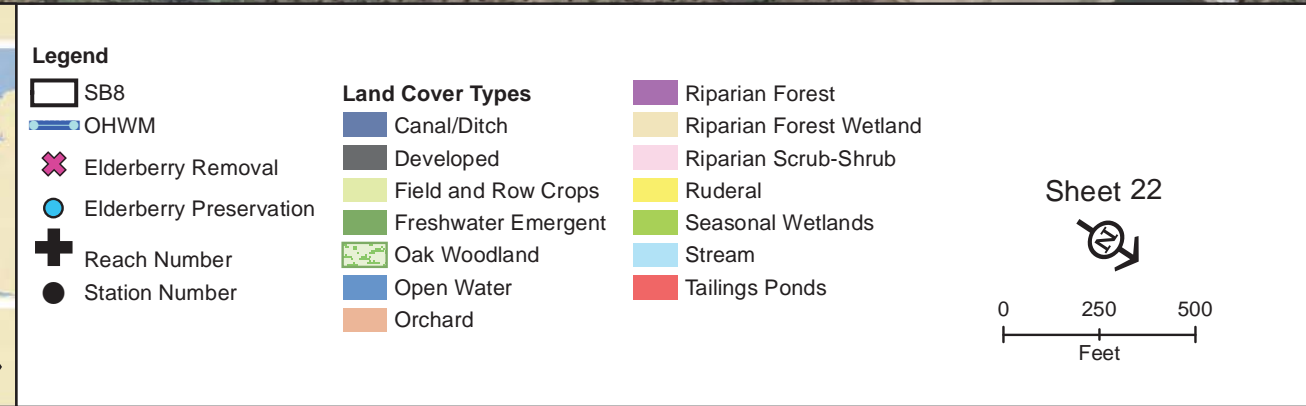 Legend
SB8
OHWM
Elderberry Removal
Elderberry Preservation
Reach Number
Station Number
Land Cover Types
Canal/Ditch
Developed
Field and Row Crops
Freshwater Emergent
Oak Woodland
Open Water
Orchard
Riparian Forest
Riparian Forest Wetland
Riparian Scrub-Shrub
Ruderal
Seasonal Wetlands
Stream
Tailings Ponds
Sheet 22
N
0 250 500
Feet